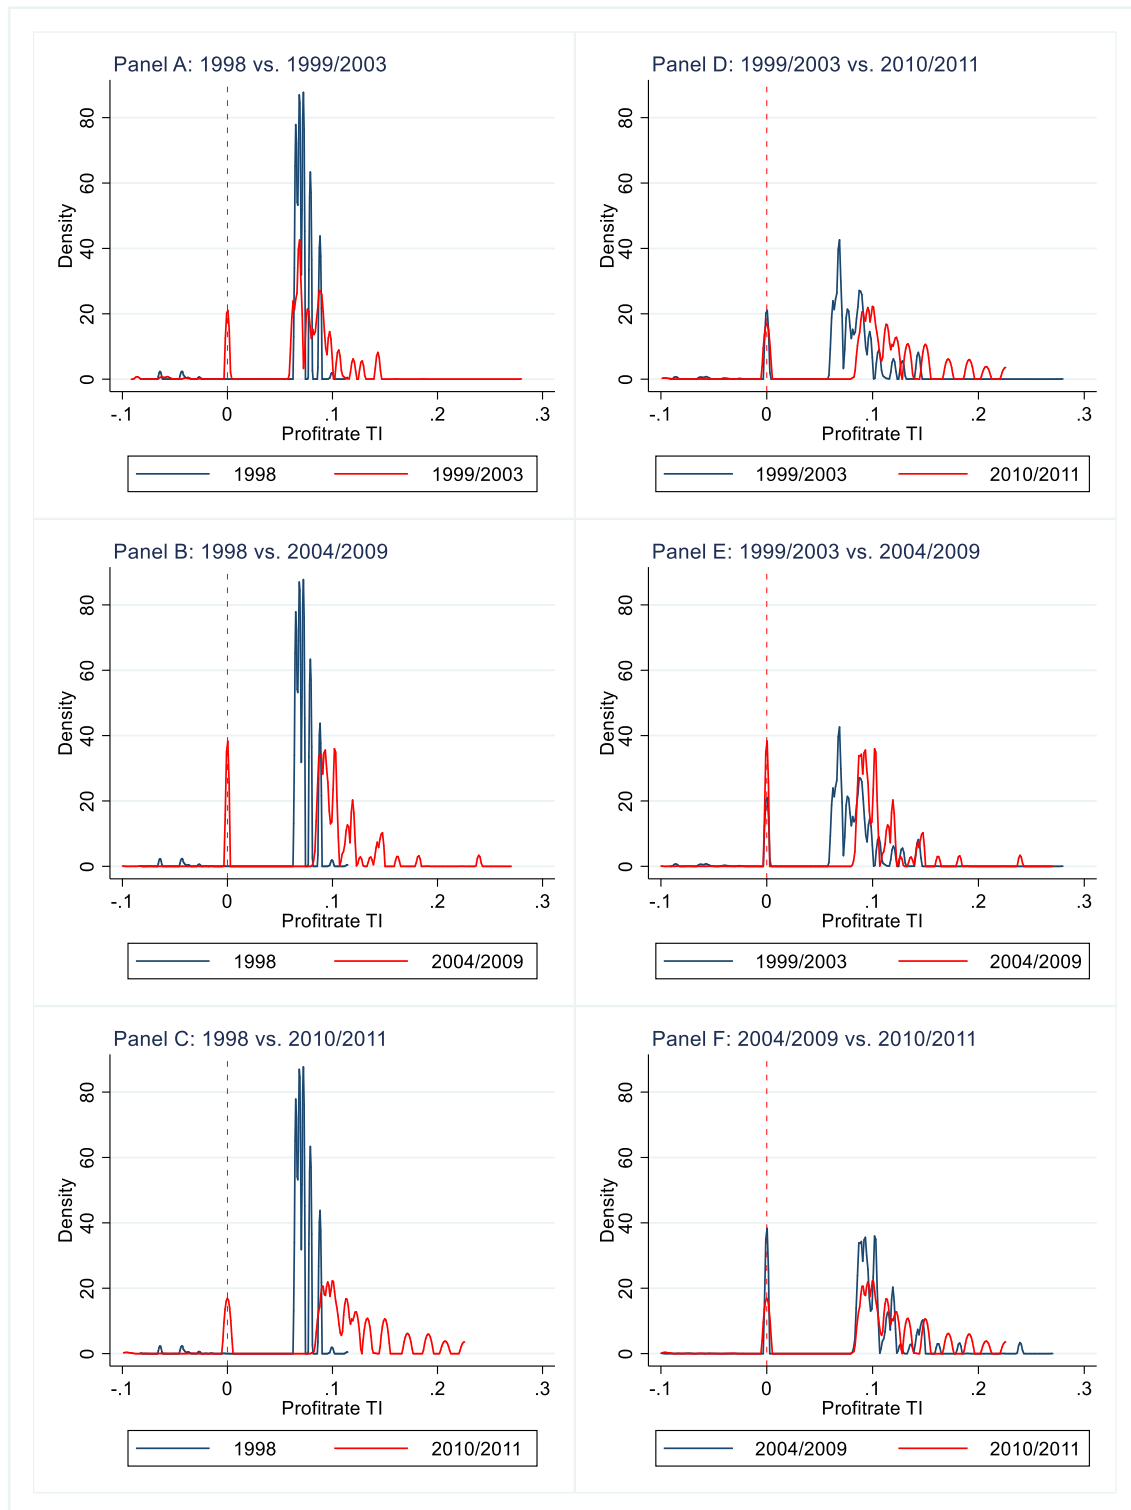 Panel A: 1998 vs. 1999/2003
Density
80
60
40
20
0
-.1 0 .1 .2 .3
Profitrate TI
1998 1999/2003
Panel D: 1999/2003 vs. 2010/2011
Density
80
60
40
20
0
-.1 0 .1 .2 .3
Profitrate TI
1999/2003 2010/2011
Panel B: 1998 vs. 2004/2009
Density
80
60
40
20
0
-.1 0 .1 .2 .3
Profitrate TI
1998 2004/2009
Panel E: 1999/2003 vs. 2004/2009
Density
80
60
40
20
0
-.1 0 .1 .2 .3
Profitrate TI
1999/2003 2004/2009
Panel C: 1998 vs. 2010/2011
Density
80
60
40
20
0
-.1 0 .1 .2 .3
Profitrate TI
1998 2010/2011
Panel F: 2004/2009 vs. 2010/2011
Density
80
60
40
20
0
-.1 0 .1 .2 .3
Profitrate TI
2004/2009 2010/2011